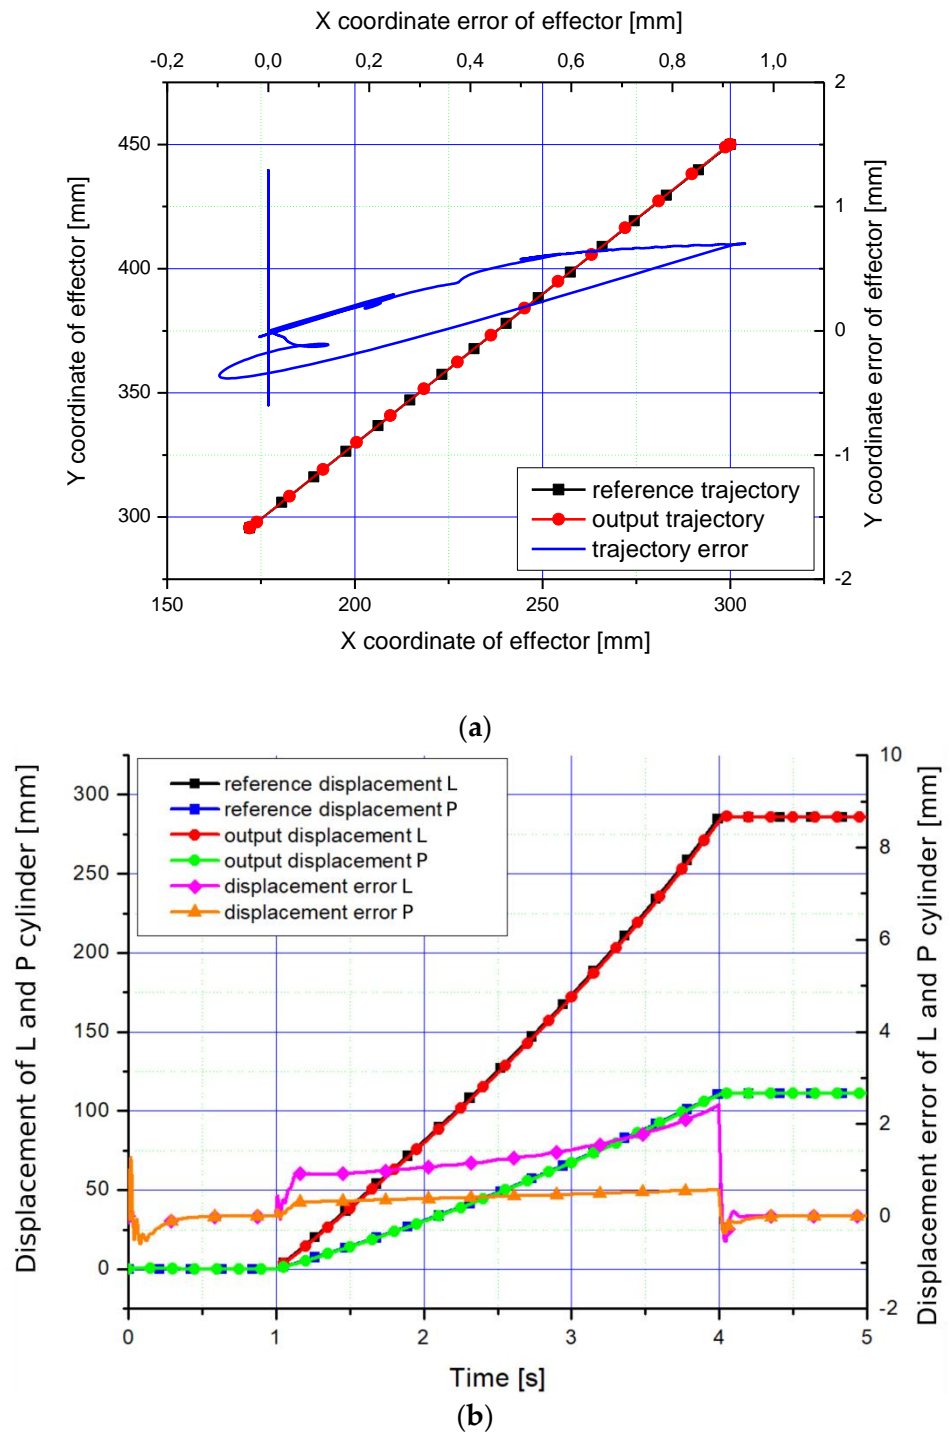 X coordinate error of effector [mm]
-0,2 0,0 0,2 0,4 0,6 0,8 1,0
Y coordinate of effector [mm]
450
400
350
300
2
1
0
-1
-2
Y coordinate error of effector [mm]
reference trajectory
output trajectory
trajectory error
150 200 250 300
X coordinate of effector [mm]
(a)
Displacement of L and P cylinder [mm]
300
250
200
150
100
50
0
reference displacement L
reference displacement P
output displacement L
output displacement P
displacement error L
displacement error P
10
8
6
4
2
0
-2
Displacement error of L and P cylinder [mm]
0 1 2 3 4 5
Time [s]
(b)